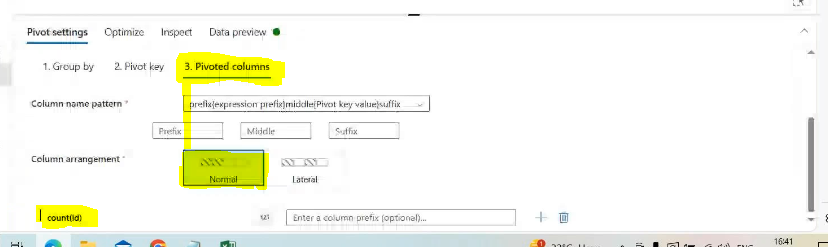 Pivot settings Optimize Inspect Data preview
1. Group by 2. Pivot key 3. Pivoted columns
Column name pattern * prefix[expression prefix]middle[Pivot key value]suffix
Prefix Middle Suffix
Column arrangement *
Normal Lateral
count(id) 123 Enter a column prefix (optional)...
16:41